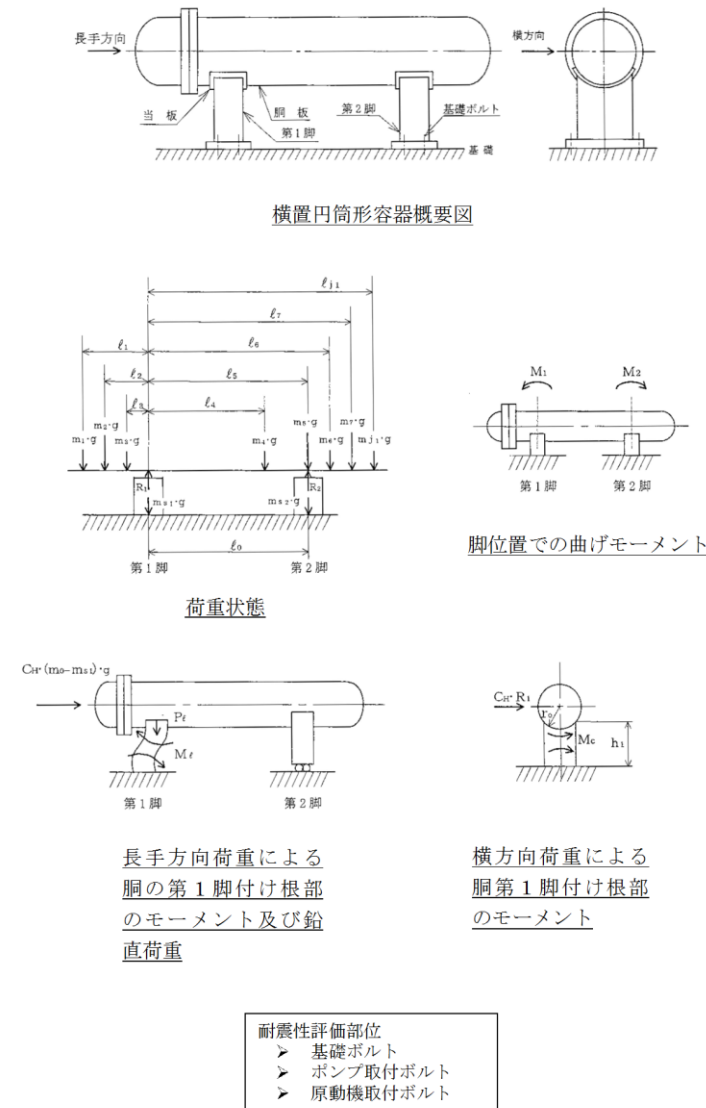 長手方向
横方向
当板
胴板
第1脚
第2脚
基礎ボルト
基礎
横置円筒形容器概要図
ℓj1
ℓ7
ℓ1
ℓ6
ℓ2
ℓ5
ℓ3
ℓ4
m1·g
m2·g
m3·g
m4·g
m5·g
m6·g
m7·g
mj1·g
R1
R2
ms1·g
ms2·g
ℓ0
第1脚
第2脚
荷重状態
M1
M2
第1脚
第2脚
脚位置での曲げモーメント
CH·(m0-ms1)·g
Pℓ
Mℓ
第1脚
第2脚
CH·R1
r0
Mc
h1
長手方向荷重による
胴の第1脚付け根部
のモーメント及び鉛
直荷重
横方向荷重による
胴第1脚付け根部
のモーメント
耐震性評価部位
➢ 基礎ボルト
➢ ポンプ取付ボルト
➢ 原動機取付ボルト